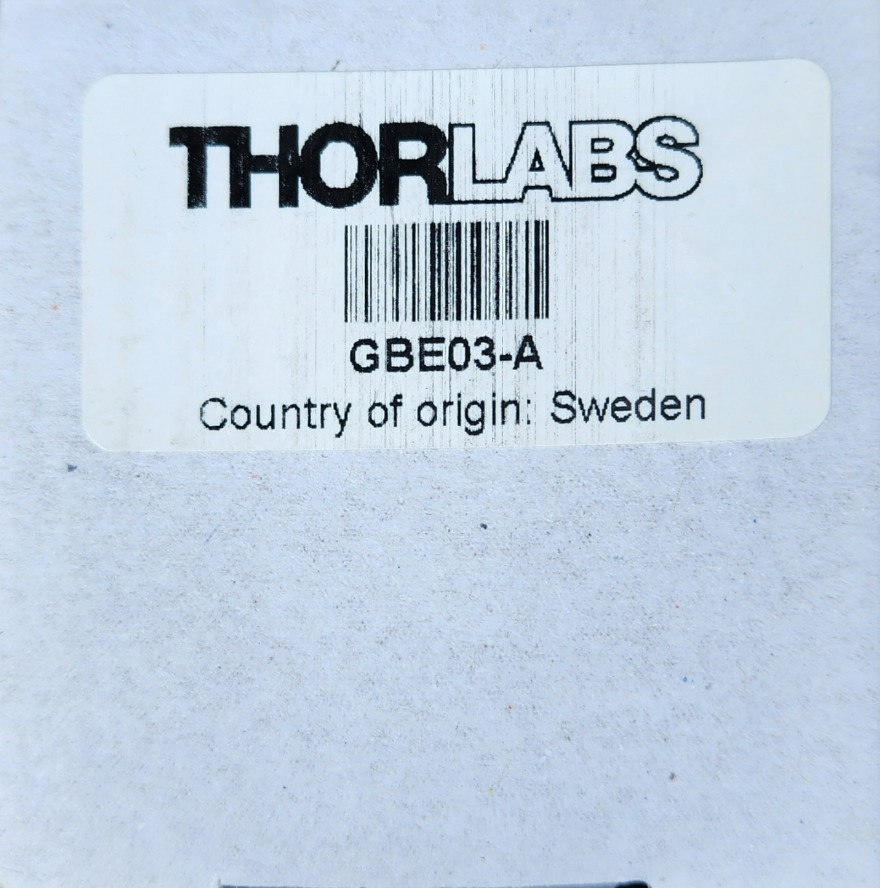 THORLABS
GBE03-A
Country of origin: Sweden